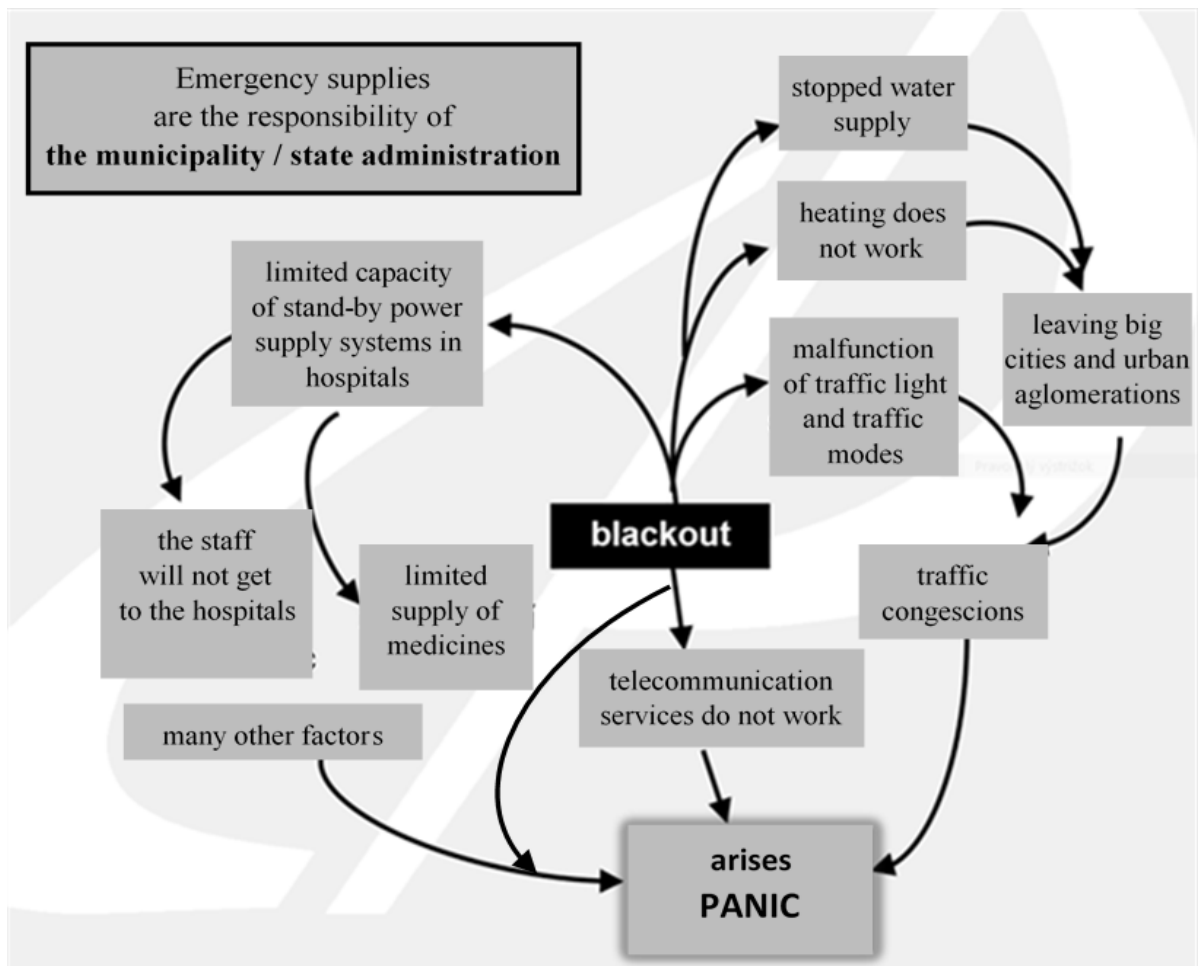 Emergency supplies
are the responsibility of
the municipality / state administration
stopped water
supply
heating does
not work
limited capacity
of stand-by power
supply systems in
hospitals
leaving big
cities and urban
aglomerations
malfunction
of traffic light
and traffic
modes
blackout
the staff
will not get
to the hospitals
limited
supply of
medicines
traffic
congescions
telecommunication
services do not work
many other factors
arises
PANIC